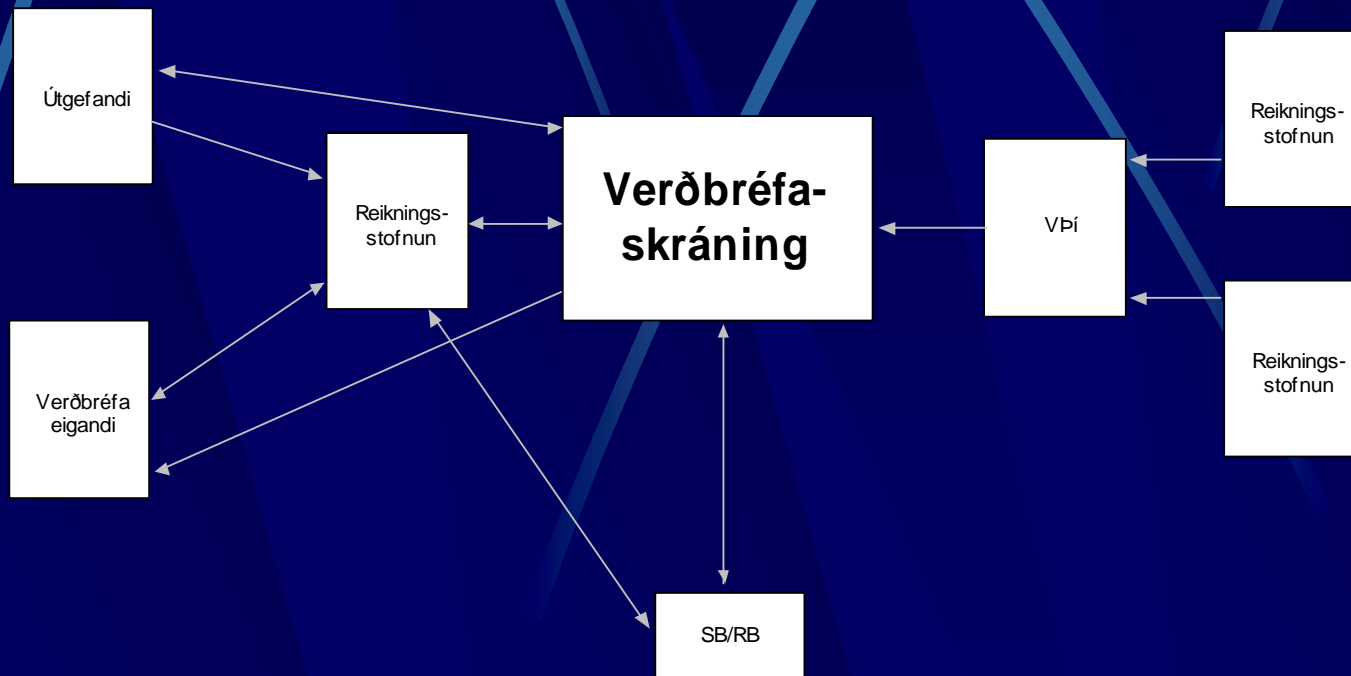 Útgefandi
Reiknings-
stofnun
Verðbréfa-
skráning
VÞÍ
Reiknings-
stofnun
Verðbréfa
eigandi
Reiknings-
stofnun
SB/RB